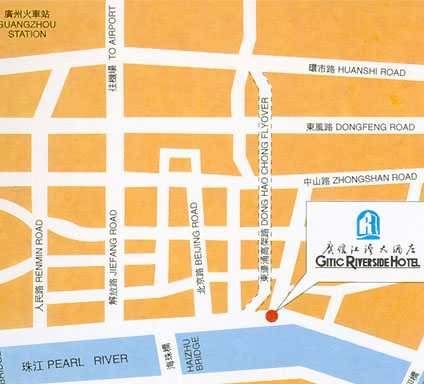 廣州火車站
GUANGZHOU
STATION
往機場 TO AIRPORT
環市路 HUANSHI ROAD
東風路 DONGFENG ROAD
中山路 ZHONGSHAN ROAD
人民路 RENMIN ROAD
解放路 JIEFANG ROAD
北京路 BEIJING ROAD
東濠涌高架路 DONG HAO CHONG FLYOVER
廣信江灣大酒店
GITIC RIVERSIDE HOTEL
珠江 PEARL RIVER
海珠橋
HAIZHU
BRIDGE